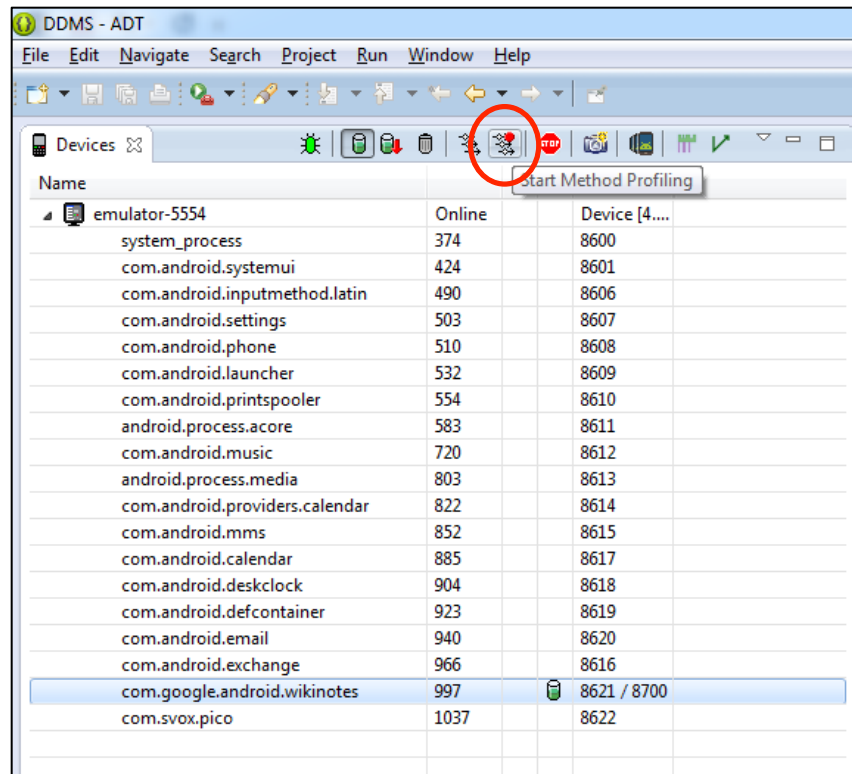 DDMS - ADT
File Edit Navigate Search Project Run Window Help
Devices
STOP
Start Method Profiling
Name
emulator-5554 Online Device [4....
system_process 374 8600
com.android.systemui 424 8601
com.android.inputmethod.latin 490 8606
com.android.settings 503 8607
com.android.phone 510 8608
com.android.launcher 532 8609
com.android.printspooler 554 8610
android.process.acore 583 8611
com.android.music 720 8612
android.process.media 803 8613
com.android.providers.calendar 822 8614
com.android.mms 852 8615
com.android.calendar 885 8617
com.android.deskclock 904 8618
com.android.defcontainer 923 8619
com.android.email 940 8620
com.android.exchange 966 8616
com.google.android.wikinotes 997 8621 / 8700
com.svox.pico 1037 8622